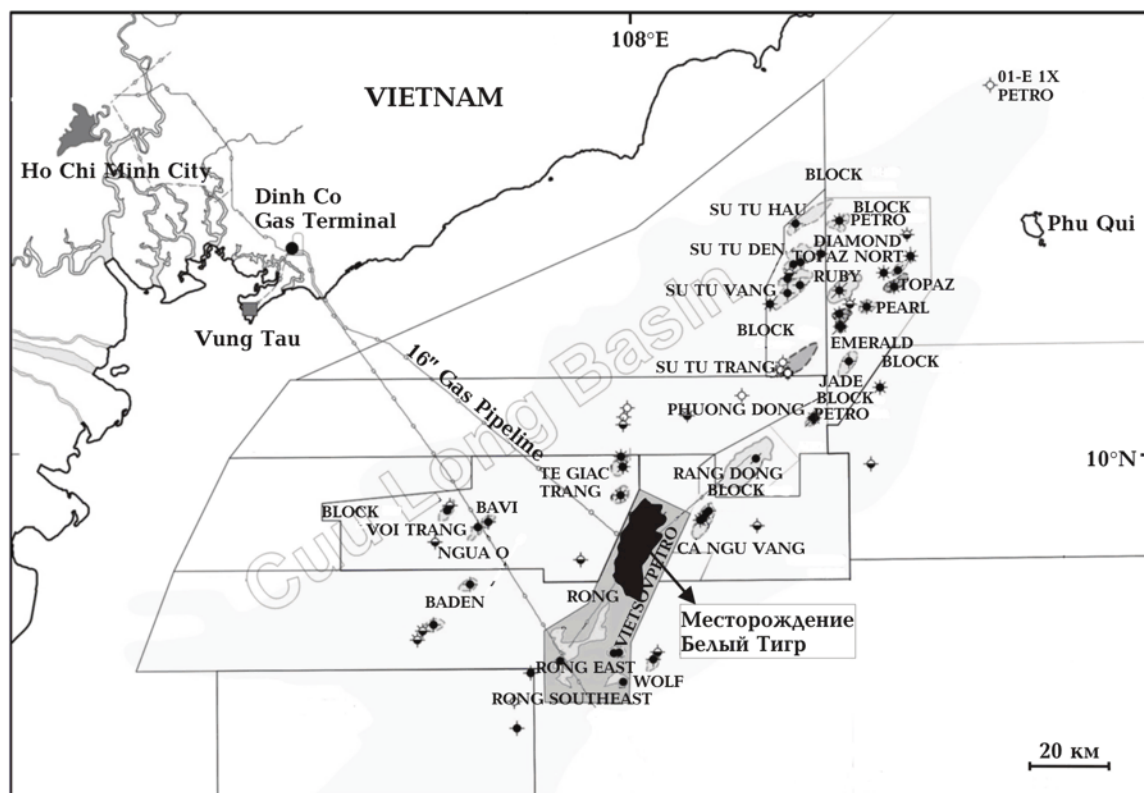 108°E
01-E 1X
PETRO
VIETNAM
Ho Chi Minh City
Dinh Co
Gas Terminal
Vung Tau
Phu Qui
BLOCK
SU TU HAU
BLOCK
PETRO
DIAMOND
SU TU DEN
TOPAZ NORT
RUBY
TOPAZ
SU TU VANG
PEARL
BLOCK
EMERALD
BLOCK
SU TU TRANG
JADE
BLOCK
PETRO
PHUONG DONG
16" Gas Pipeline
Cuu Long Basin
10°N
TE GIAC
TRANG
RANG DONG
BLOCK
BLOCK
BAVI
VOI TRANG
NGUA O
CA NGU VANG
BADEN
RONG
VIETSOVPETRO
Месторождение
Белый Тигр
RONG EAST
WOLF
RONG SOUTHEAST
20 км